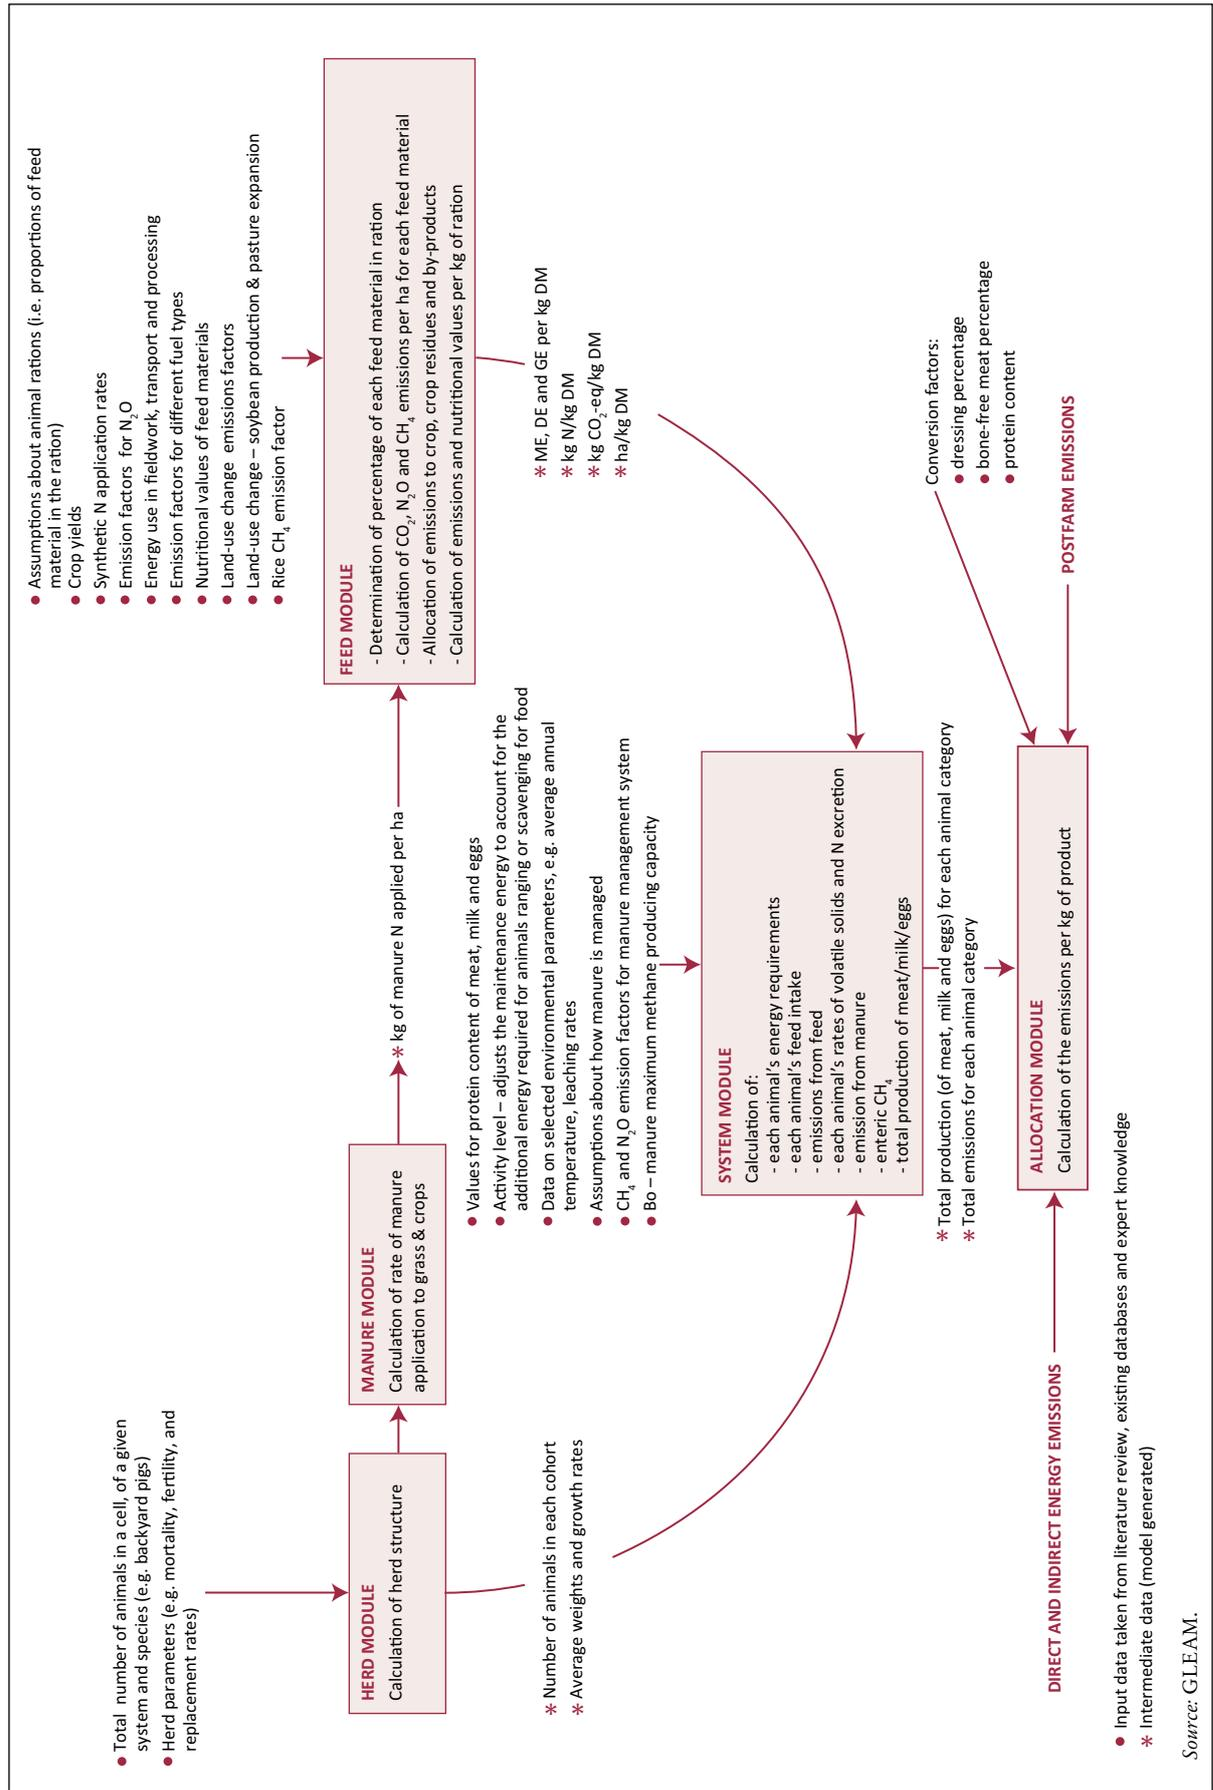 ● Total number of animals in a cell, of a given
system and species (e.g. backyard pigs)
● Herd parameters (e.g. mortality, fertility, and
replacement rates)
HERD MODULE
Calculation of herd structure
* Number of animals in each cohort
* Average weights and growth rates
MANURE MODULE
Calculation of rate of manure
application to grass & crops
* kg of manure N applied per ha
● Assumptions about animal rations (i.e. proportions of feed
material in the ration)
● Crop yields
● Synthetic N application rates
● Emission factors for N₂O
● Energy use in fieldwork, transport and processing
● Emission factors for different fuel types
● Nutritional values of feed materials
● Land-use change emissions factors
● Land-use change – soybean production & pasture expansion
● Rice CH₄ emission factor
FEED MODULE
- Determination of percentage of each feed material in ration
- Calculation of CO₂, N₂O and CH₄ emissions per ha for each feed material
- Allocation of emissions to crop, crop residues and by-products
- Calculation of emissions and nutritional values per kg of ration
* ME, DE and GE per kg DM
* kg N/kg DM
* kg CO₂-eq/kg DM
* ha/kg DM
● Values for protein content of meat, milk and eggs
● Activity level – adjusts the maintenance energy to account for the
additional energy required for animals ranging or scavenging for food
● Data on selected environmental parameters, e.g. average annual
temperature, leaching rates
● Assumptions about how manure is managed
● CH₄ and N₂O emission factors for manure management system
● Bo – manure maximum methane producing capacity
SYSTEM MODULE
Calculation of:
- each animal's energy requirements
- each animal's feed intake
- emissions from feed
- each animal's rates of volatile solids and N excretion
- emission from manure
- enteric CH₄
- total production of meat/milk/eggs
* Total production (of meat, milk and eggs) for each animal category
* Total emissions for each animal category
Conversion factors:
● dressing percentage
● bone-free meat percentage
● protein content
DIRECT AND INDIRECT ENERGY EMISSIONS
ALLOCATION MODULE
Calculation of the emissions per kg of product
POSTFARM EMISSIONS
● Input data taken from literature review, existing databases and expert knowledge
* Intermediate data (model generated)
Source: GLEAM.